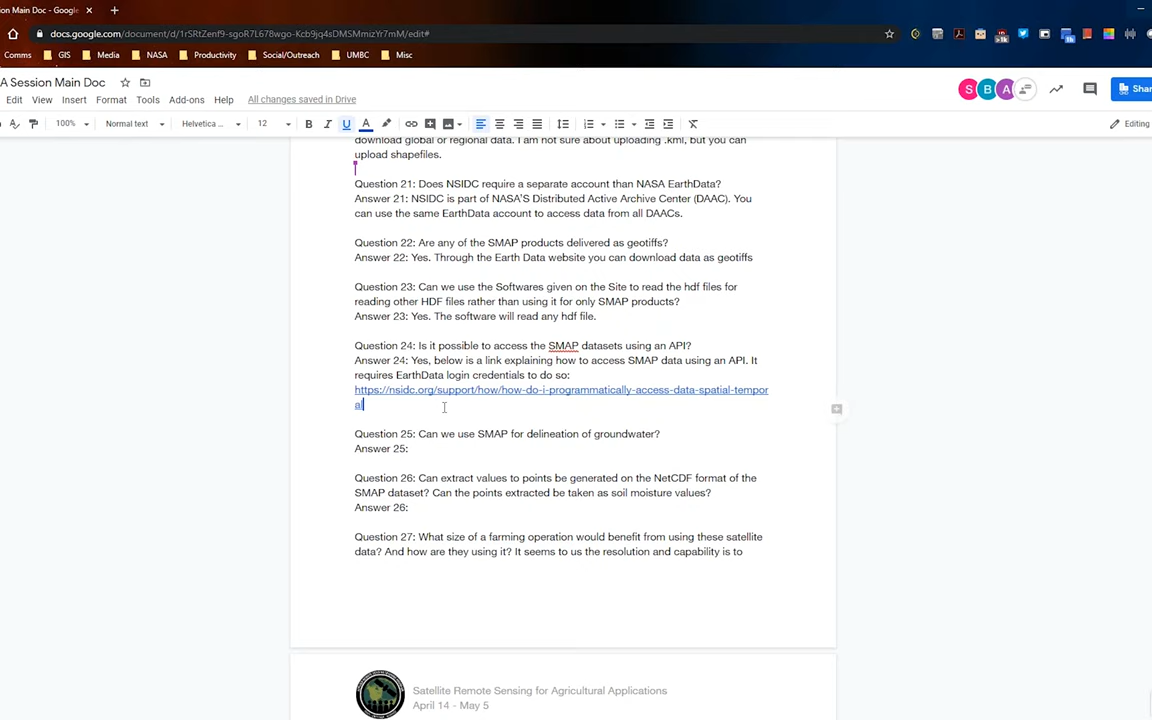 on Main Doc - Google
docs.google.com/document/d/1rSRtZenf9-sgoR7L678wgo-Kcb9jq4sDMSMmizYr7mM/edit#
Comms GIS Media NASA Productivity Social/Outreach UMBC Misc
A Session Main Doc
Edit View Insert Format Tools Add-ons Help All changes saved in Drive
S B A Shar
100% Normal text Helvetica ... 12 B I U A Editing
download global or regional data. I am not sure about uploading .kml, but you can
upload shapefiles.
Question 21: Does NSIDC require a separate account than NASA EarthData?
Answer 21: NSIDC is part of NASA'S Distributed Active Archive Center (DAAC). You
can use the same EarthData account to access data from all DAACs.
Question 22: Are any of the SMAP products delivered as geotiffs?
Answer 22: Yes. Through the Earth Data website you can download data as geotiffs
Question 23: Can we use the Softwares given on the Site to read the hdf files for
reading other HDF files rather than using it for only SMAP products?
Answer 23: Yes. The software will read any hdf file.
Question 24: Is it possible to access the SMAP datasets using an API?
Answer 24: Yes, below is a link explaining how to access SMAP data using an API. It
requires EarthData login credentials to do so:
https://nsidc.org/support/how/how-do-i-programmatically-access-data-spatial-tempor
al
Question 25: Can we use SMAP for delineation of groundwater?
Answer 25:
Question 26: Can extract values to points be generated on the NetCDF format of the
SMAP dataset? Can the points extracted be taken as soil moisture values?
Answer 26:
Question 27: What size of a farming operation would benefit from using these satellite
data? And how are they using it? It seems to us the resolution and capability is to
Satellite Remote Sensing for Agricultural Applications
April 14 - May 5